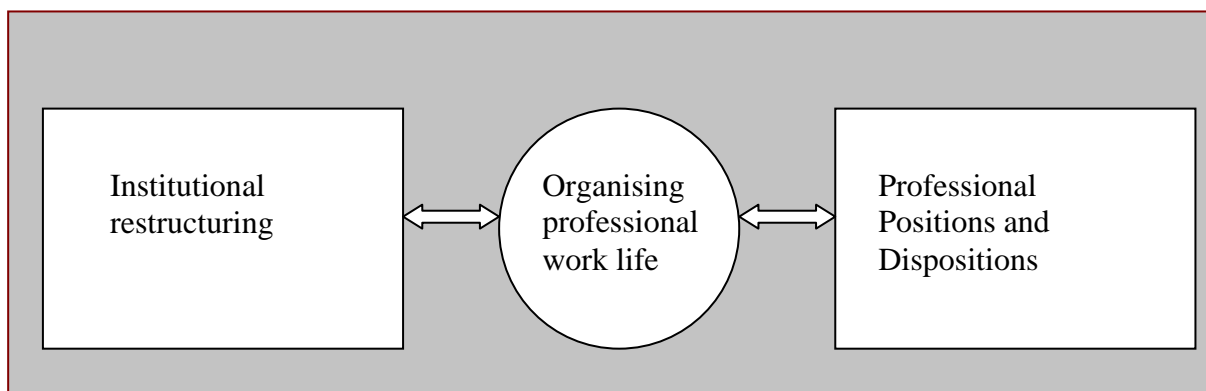 Institutional
restructuring
Organising
professional
work life
Professional
Positions and
Dispositions